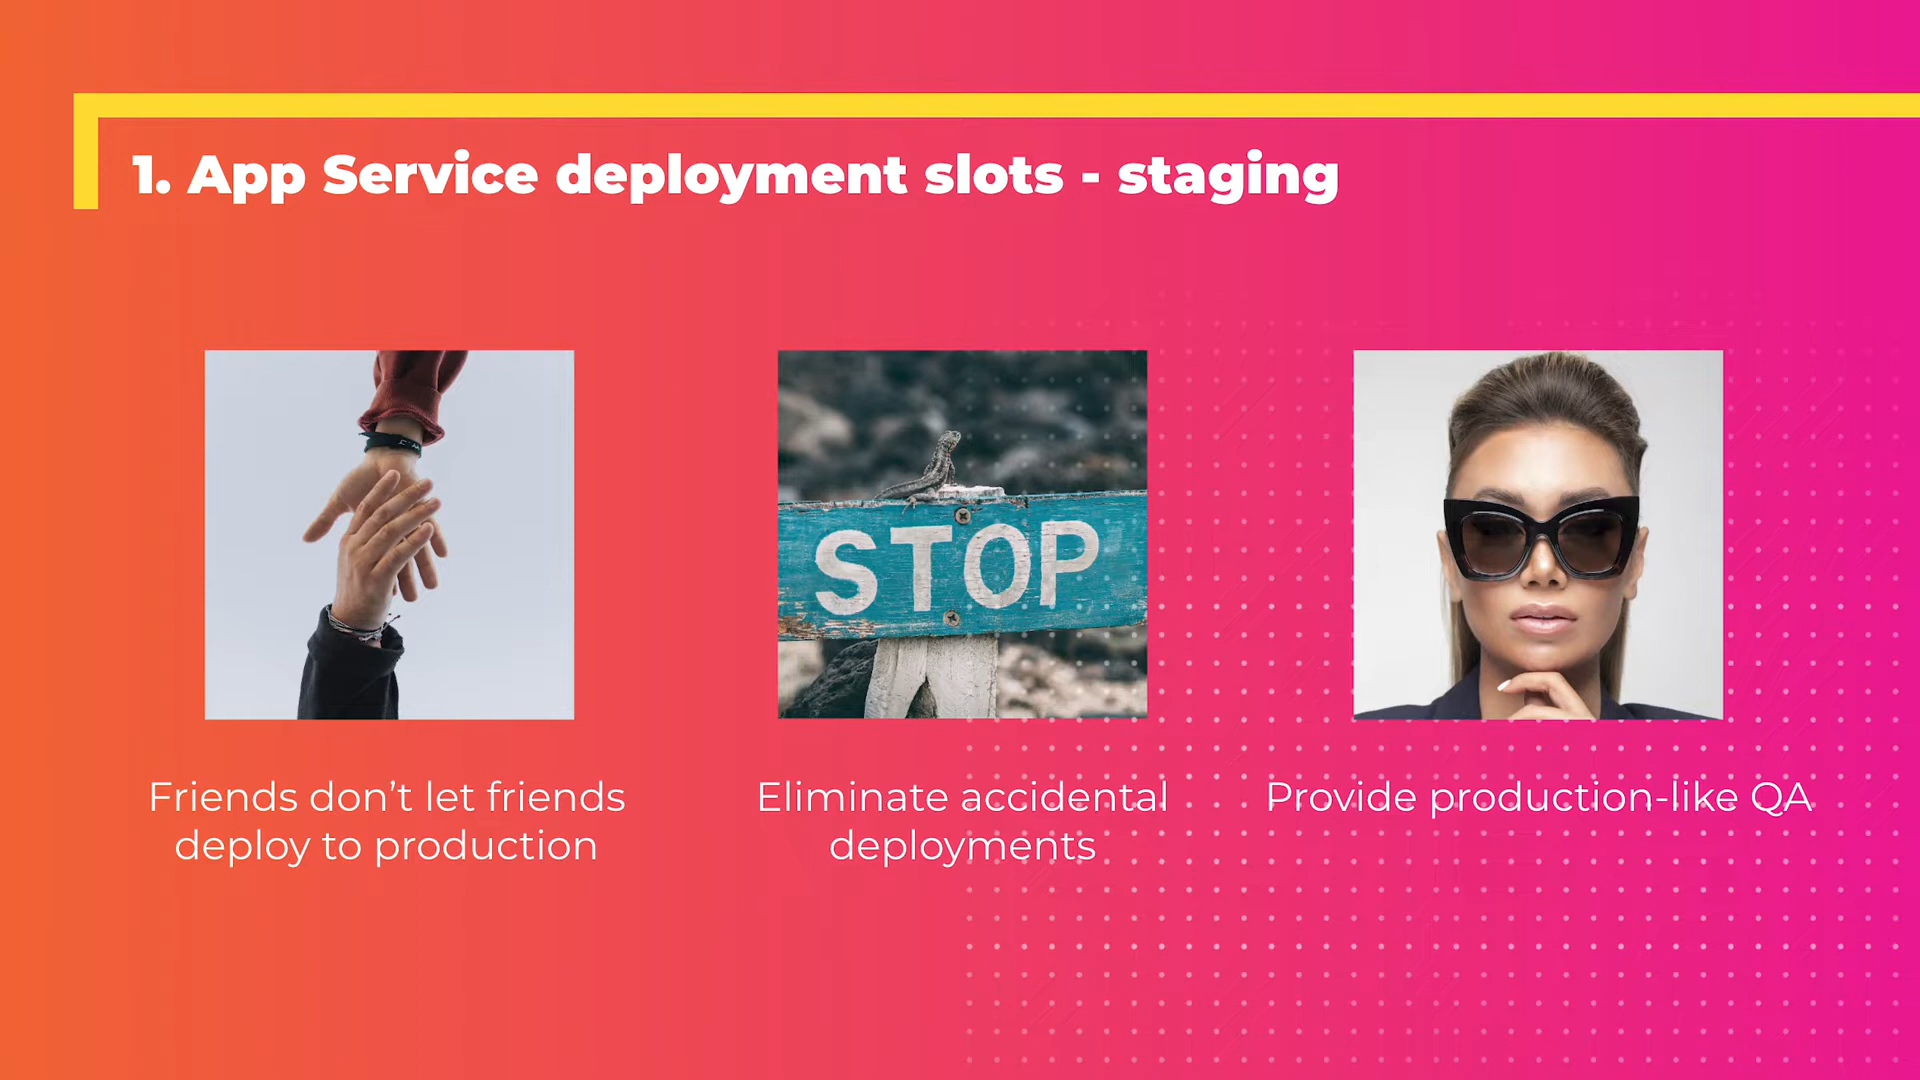 1. App Service deployment slots - staging
STOP
Friends don’t let friends
deploy to production
Eliminate accidental
deployments
Provide production-like QA